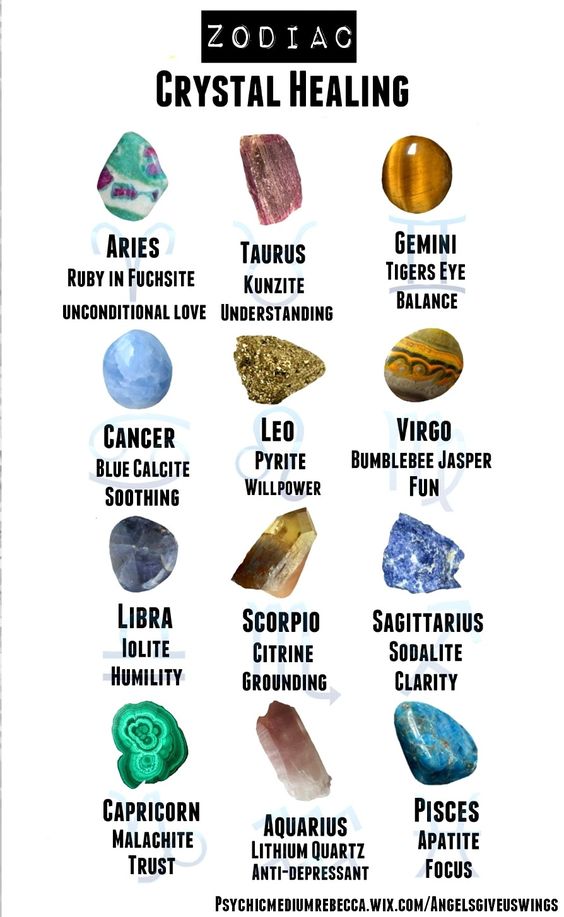 ZODIAC
CRYSTAL HEALING
ARIES
RUBY IN FUCHSITE
UNCONDITIONAL LOVE
TAURUS
KUNZITE
UNDERSTANDING
GEMINI
TIGERS EYE
BALANCE
CANCER
BLUE CALCITE
SOOTHING
LEO
PYRITE
WILLPOWER
VIRGO
BUMBLEBEE JASPER
FUN
LIBRA
IOLITE
HUMILITY
SCORPIO
CITRINE
GROUNDING
SAGITTARIUS
SODALITE
CLARITY
CAPRICORN
MALACHITE
TRUST
AQUARIUS
LITHIUM QUARTZ
ANTI-DEPRESSANT
PISCES
APATITE
FOCUS
PSYCHICMEDIUMREBECCA.WIX.COM/ANGELSGIVEUSWINGS